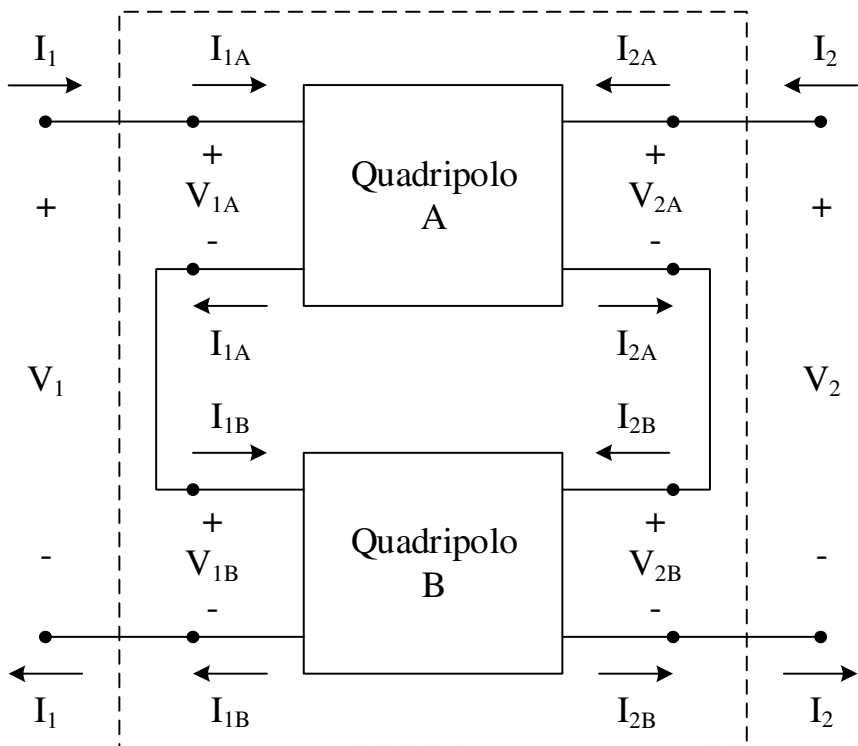 I1 I1A I2A I2
+ +
Quadripolo
A
V1A V2A
+ +
- -
I1A I2A
V1 V2
I1B I2B
+ +
Quadripolo
B
- -
V1B V2B
- -
I1 I1B I2B I2